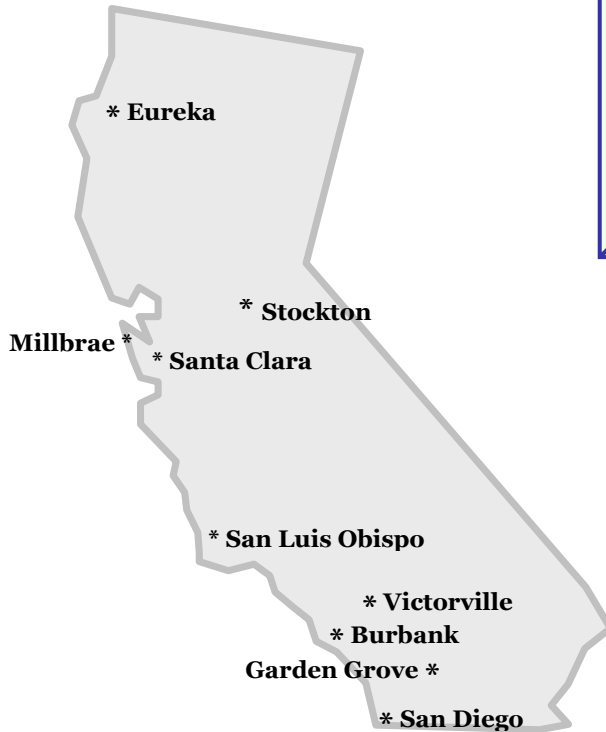 * Eureka
* Stockton
Millbrae *
* Santa Clara
* San Luis Obispo
* Victorville
* Burbank
Garden Grove *
* San Diego